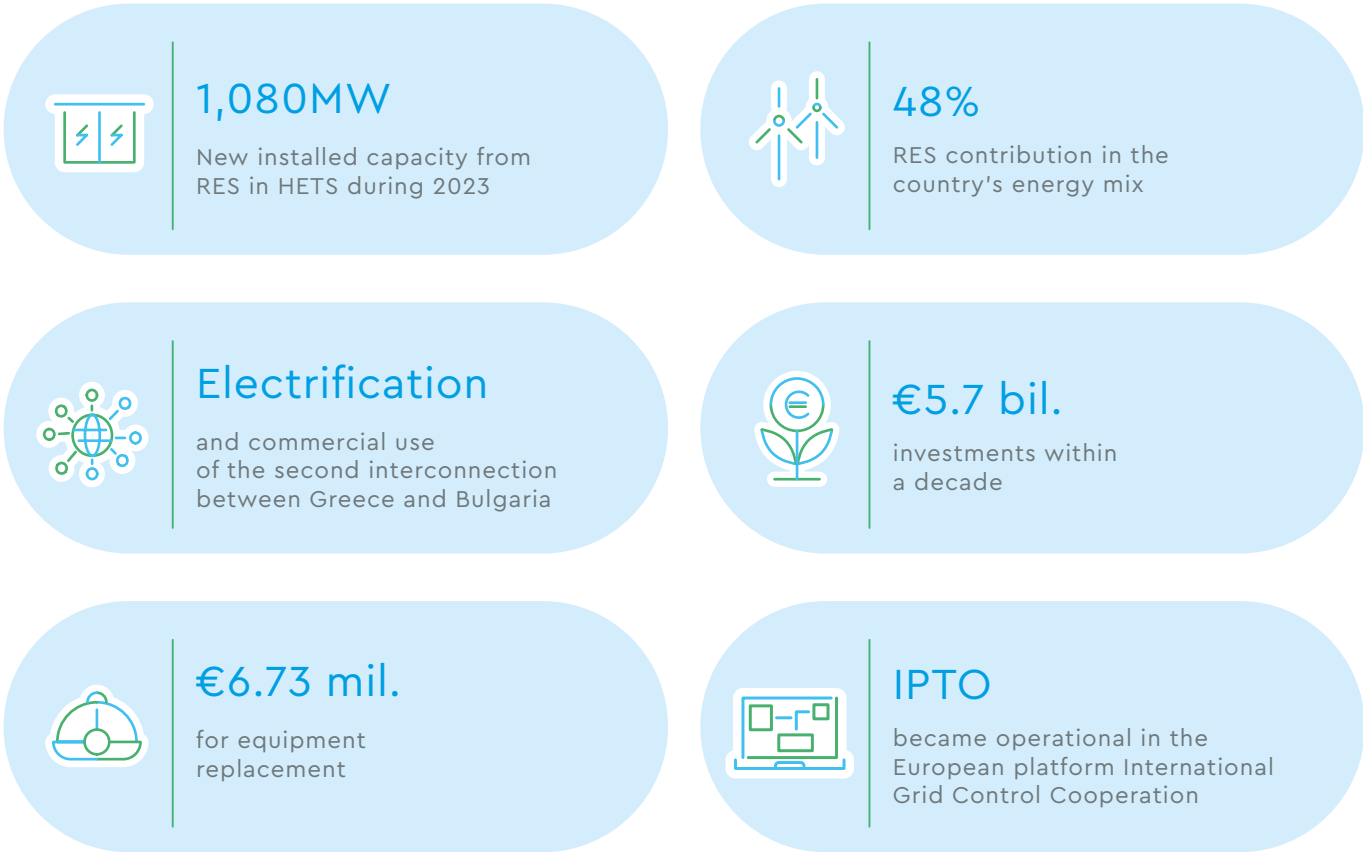 1,080MW
New installed capacity from
RES in HETS during 2023
48%
RES contribution in the
country's energy mix
Electrification
and commercial use
of the second interconnection
between Greece and Bulgaria
€5.7 bil.
investments within
a decade
€6.73 mil.
for equipment
replacement
IPTO
became operational in the
European platform International
Grid Control Cooperation